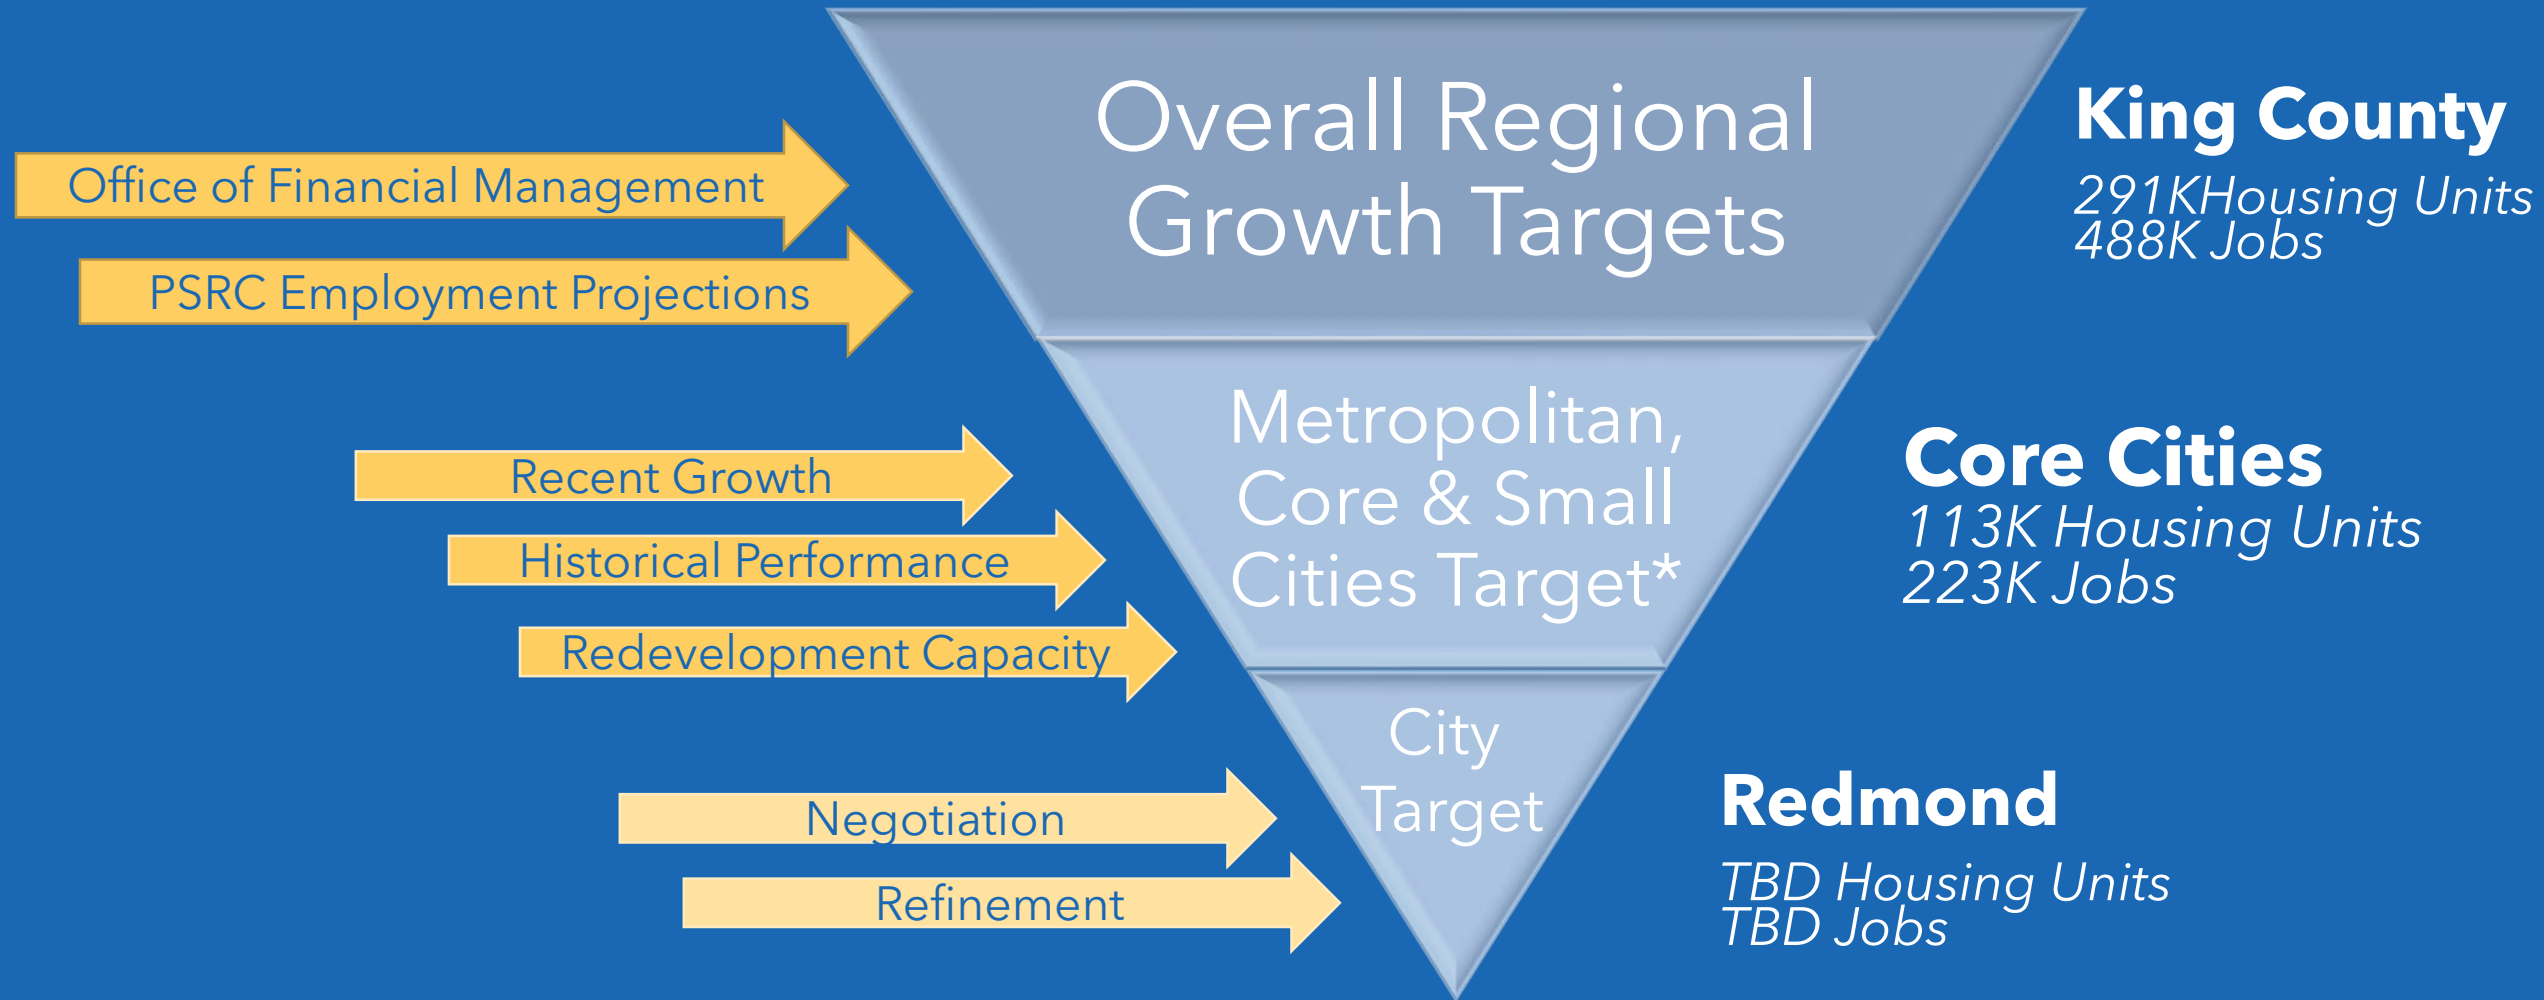 Office of Financial Management
PSRC Employment Projections
Overall Regional
Growth Targets
King County
291KHousing Units
488K Jobs
Recent Growth
Historical Performance
Redevelopment Capacity
Metropolitan,
Core & Small
Cities Target*
Core Cities
113K Housing Units
223K Jobs
Negotiation
Refinement
City
Target
Redmond
TBD Housing Units
TBD Jobs